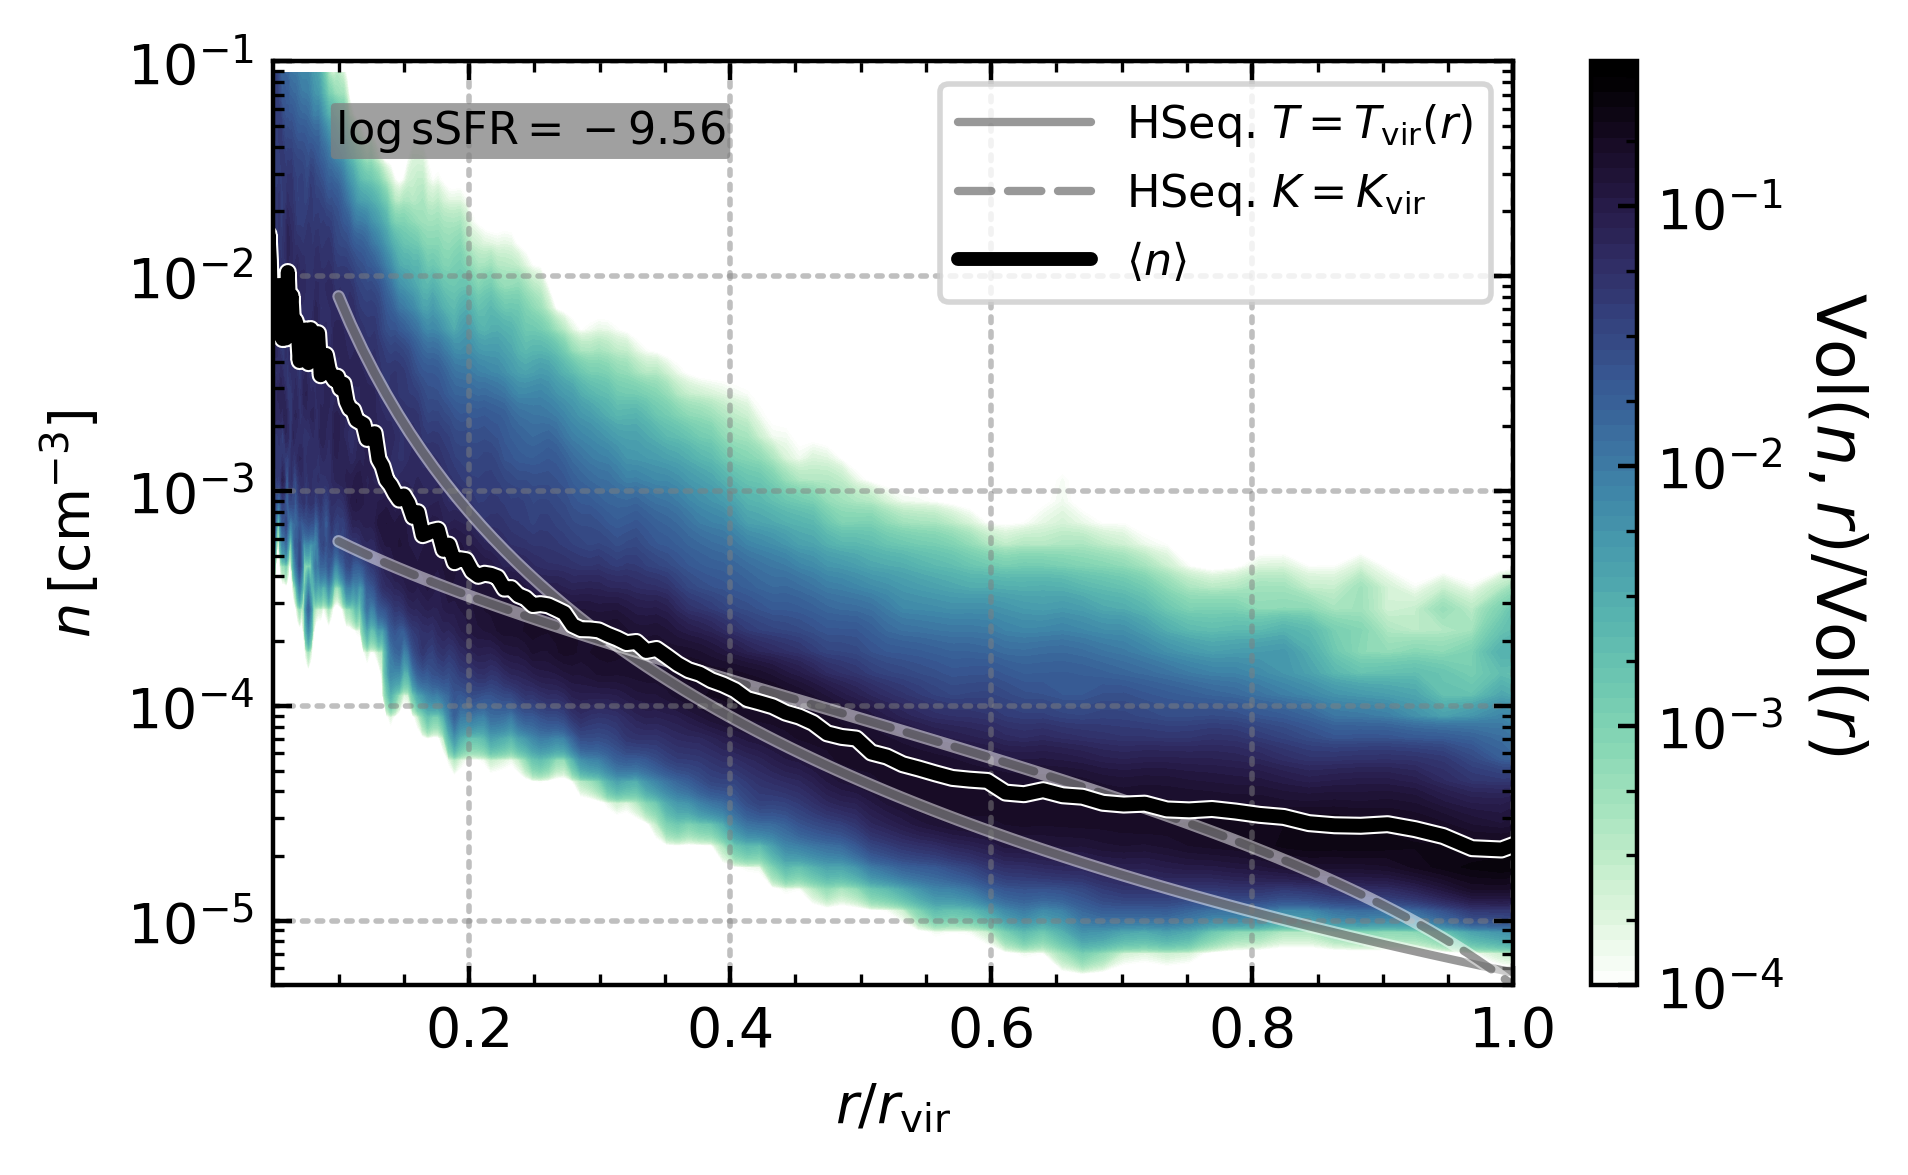 10⁻¹
10⁻²
10⁻³
10⁻⁴
10⁻⁵
n [cm⁻³]
log sSFR = −9.56
HSeq. T = T_vir(r)
HSeq. K = K_vir
⟨n⟩
0.2 0.4 0.6 0.8 1.0
r/r_vir
10⁻¹
10⁻²
10⁻³
10⁻⁴
Vol(n, r)/Vol(r)